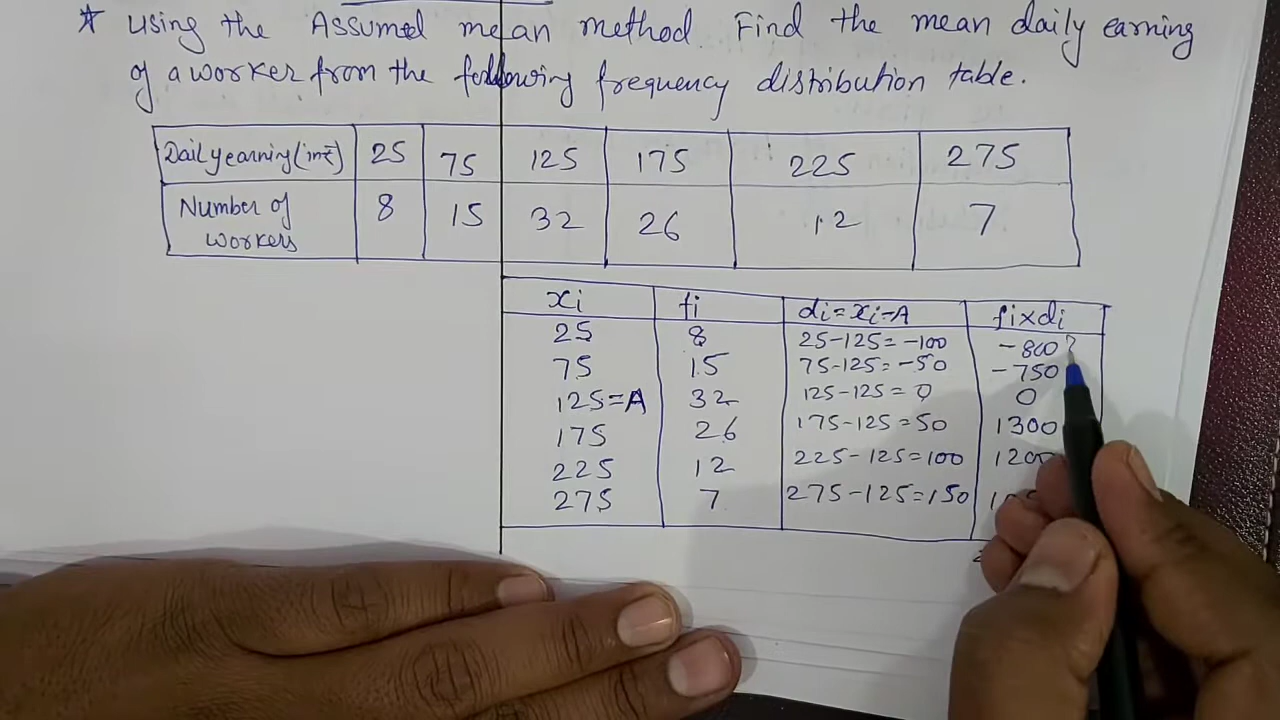 * Using the Assumed mean method. Find the mean daily earning
of a worker from the following frequency distribution table.
Daily earning (in ₹) 25 75 125 175 225 275
Number of workers 8 15 32 26 12 7
xi fi di = xi - A fi×di
25 8 25-125 = -100 -800
75 15 75-125 = -50 -750
125=A 32 125-125 = 0 0
175 26 175-125 = 50 1300
225 12 225-125 = 100 1200
275 7 275-125 = 150